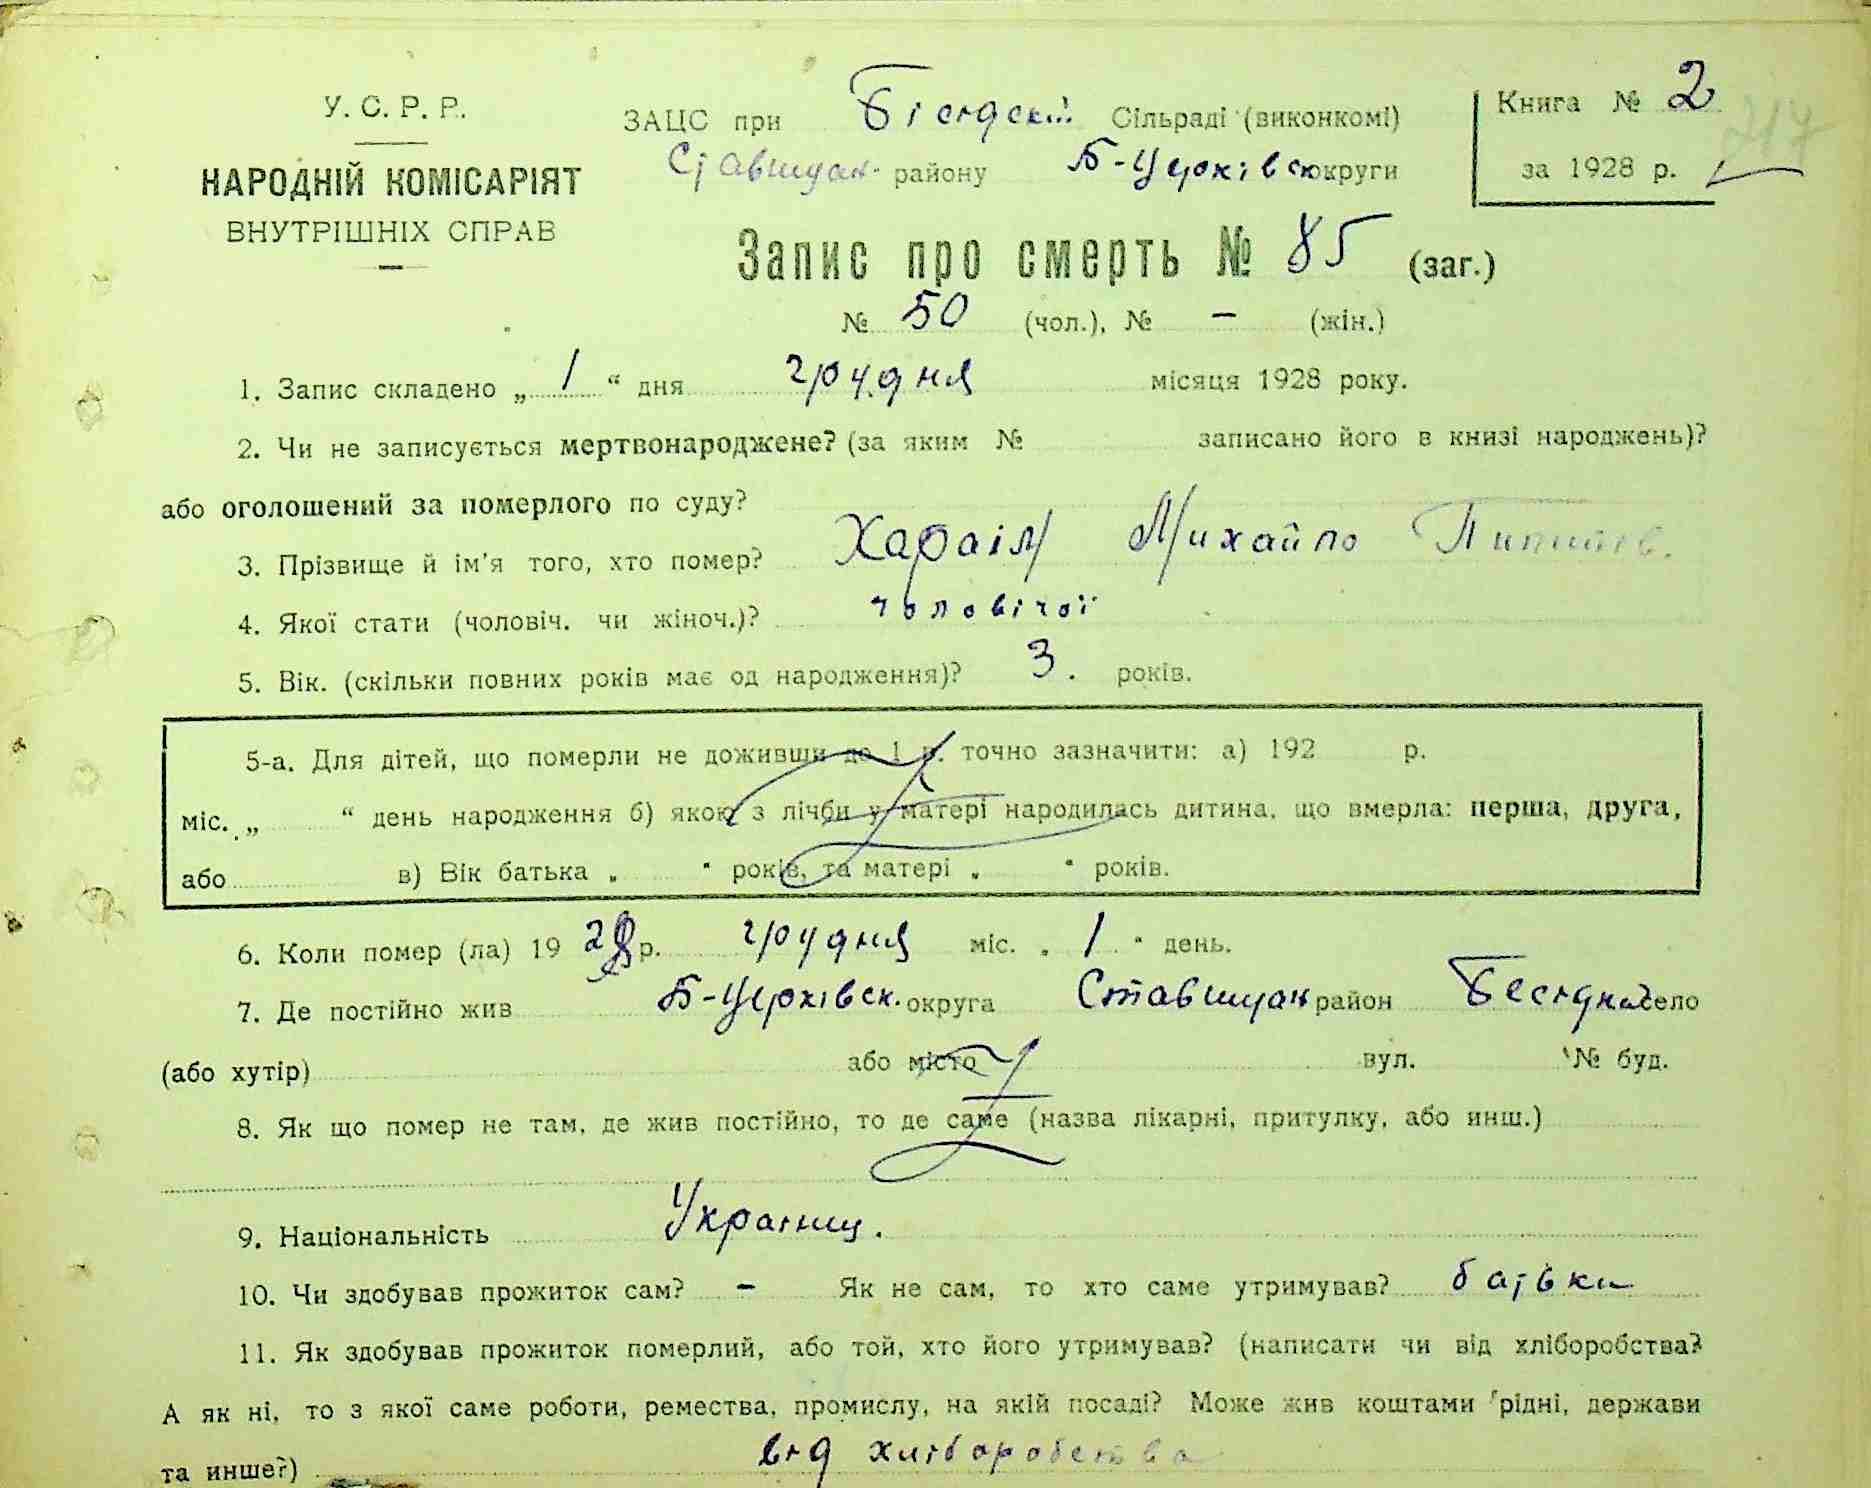 У. С. Р. Р.
НАРОДНІЙ КОМІСАРІЯТ
ВНУТРІШНІХ СПРАВ
ЗАЦС при Бісідській Сільраді (виконкомі)
Ставищан. району Б-Церківськ округи
Книга № 2
за 1928 р.
217
Запис про смерть № 85 (заг.)
№ 50 (чол.), № — (жін.)
1. Запис складено „ 1 “ дня грудня місяця 1928 року.
2. Чи не записується мертвонароджене? (за яким № записано його в книзі народжень)?
або оголошений за померлого по суду?
3. Прізвище й ім'я того, хто помер? Хараім Михайло
4. Якої стати (чоловіч. чи жіноч.)? чоловічої
5. Вік. (скільки повних років має од народження)? 3. років.
5-а. Для дітей, що померли не доживши до 1 р. точно зазначити: а) 192 р.
міс. „ “ день народження б) якою з лічби у матері народилась дитина, що вмерла: перша, друга,
або в) Вік батька „ “ років, та матері „ “ років.
6. Коли помер (ла) 19 28 р. грудня міс. „ 1 “ день.
7. Де постійно жив Б-Церківськ. округа Ставищан район Бесідка село
(або хутір) або місто вул. № буд.
8. Як що помер не там, де жив постійно, то де саме (назва лікарні, притулку, або инш.)
9. Національність Українц.
10. Чи здобував прожиток сам? — Як не сам, то хто саме утримував? батьки
11. Як здобував прожиток померлий, або той, хто його утримував? (написати чи від хліборобства?
А як ні, то з якої саме роботи, ремества, промислу, на якій посаді? Може жив коштами рідні, держави
та инше?) від хліборобства